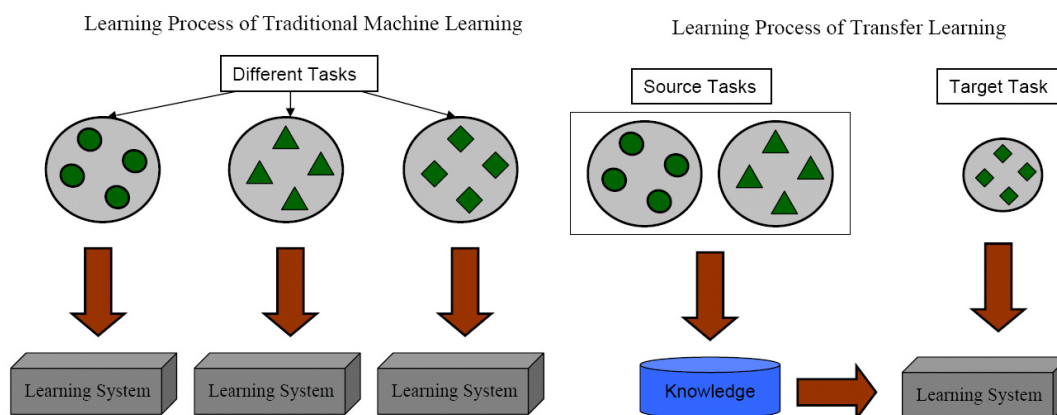 Learning Process of Traditional Machine Learning
Different Tasks
Learning System
Learning System
Learning System
Learning Process of Transfer Learning
Source Tasks
Target Task
Knowledge
Learning System